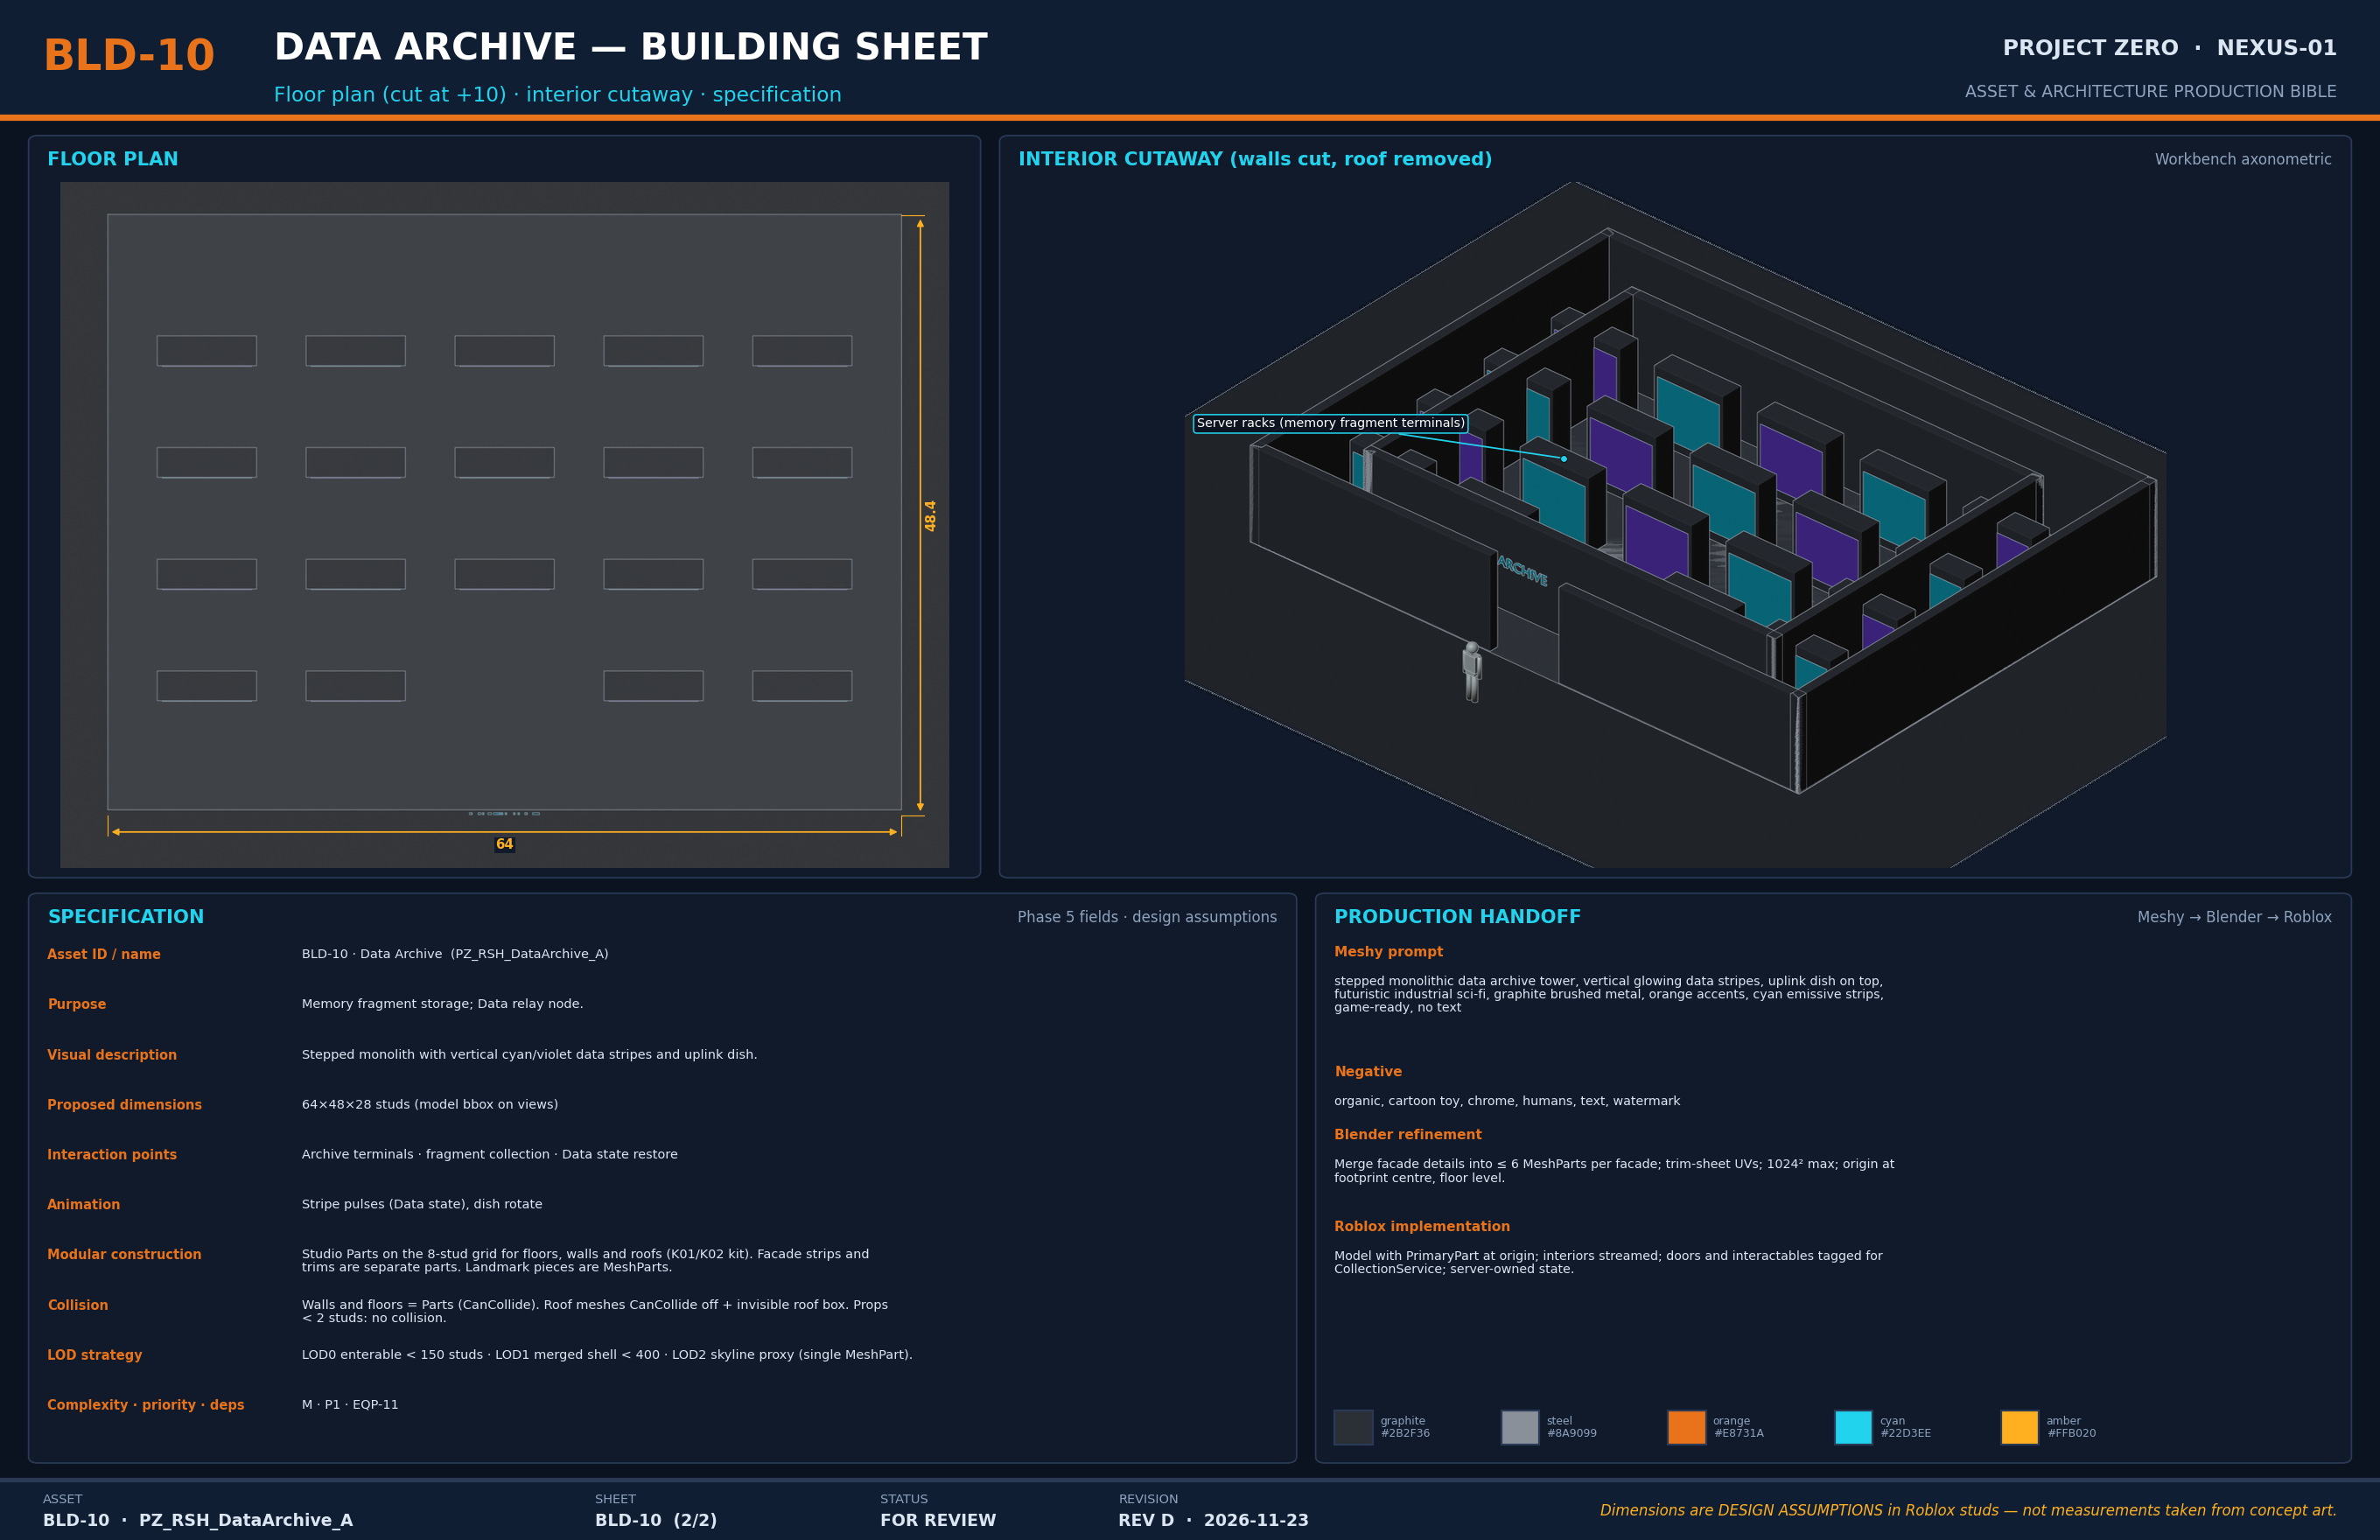 BLD-10
DATA ARCHIVE — BUILDING SHEET
Floor plan (cut at +10) · interior cutaway · specification
PROJECT ZERO · NEXUS-01
ASSET & ARCHITECTURE PRODUCTION BIBLE
FLOOR PLAN
48.4
64
INTERIOR CUTAWAY (walls cut, roof removed)
Workbench axonometric
Server racks (memory fragment terminals)
ARCHIVE
SPECIFICATION
Phase 5 fields · design assumptions
Asset ID / name
BLD-10 · Data Archive (PZ_RSH_DataArchive_A)
Purpose
Memory fragment storage; Data relay node.
Visual description
Stepped monolith with vertical cyan/violet data stripes and uplink dish.
Proposed dimensions
64×48×28 studs (model bbox on views)
Interaction points
Archive terminals · fragment collection · Data state restore
Animation
Stripe pulses (Data state), dish rotate
Modular construction
Studio Parts on the 8-stud grid for floors, walls and roofs (K01/K02 kit). Facade strips and
trims are separate parts. Landmark pieces are MeshParts.
Collision
Walls and floors = Parts (CanCollide). Roof meshes CanCollide off + invisible roof box. Props
< 2 studs: no collision.
LOD strategy
LOD0 enterable < 150 studs · LOD1 merged shell < 400 · LOD2 skyline proxy (single MeshPart).
Complexity · priority · deps
M · P1 · EQP-11
PRODUCTION HANDOFF
Meshy → Blender → Roblox
Meshy prompt
stepped monolithic data archive tower, vertical glowing data stripes, uplink dish on top,
futuristic industrial sci-fi, graphite brushed metal, orange accents, cyan emissive strips,
game-ready, no text
Negative
organic, cartoon toy, chrome, humans, text, watermark
Blender refinement
Merge facade details into ≤ 6 MeshParts per facade; trim-sheet UVs; 1024² max; origin at
footprint centre, floor level.
Roblox implementation
Model with PrimaryPart at origin; interiors streamed; doors and interactables tagged for
CollectionService; server-owned state.
graphite
#2B2F36
steel
#8A9099
orange
#E8731A
cyan
#22D3EE
amber
#FFB020
ASSET
BLD-10 · PZ_RSH_DataArchive_A
SHEET
BLD-10 (2/2)
STATUS
FOR REVIEW
REVISION
REV D · 2026-11-23
Dimensions are DESIGN ASSUMPTIONS in Roblox studs — not measurements taken from concept art.